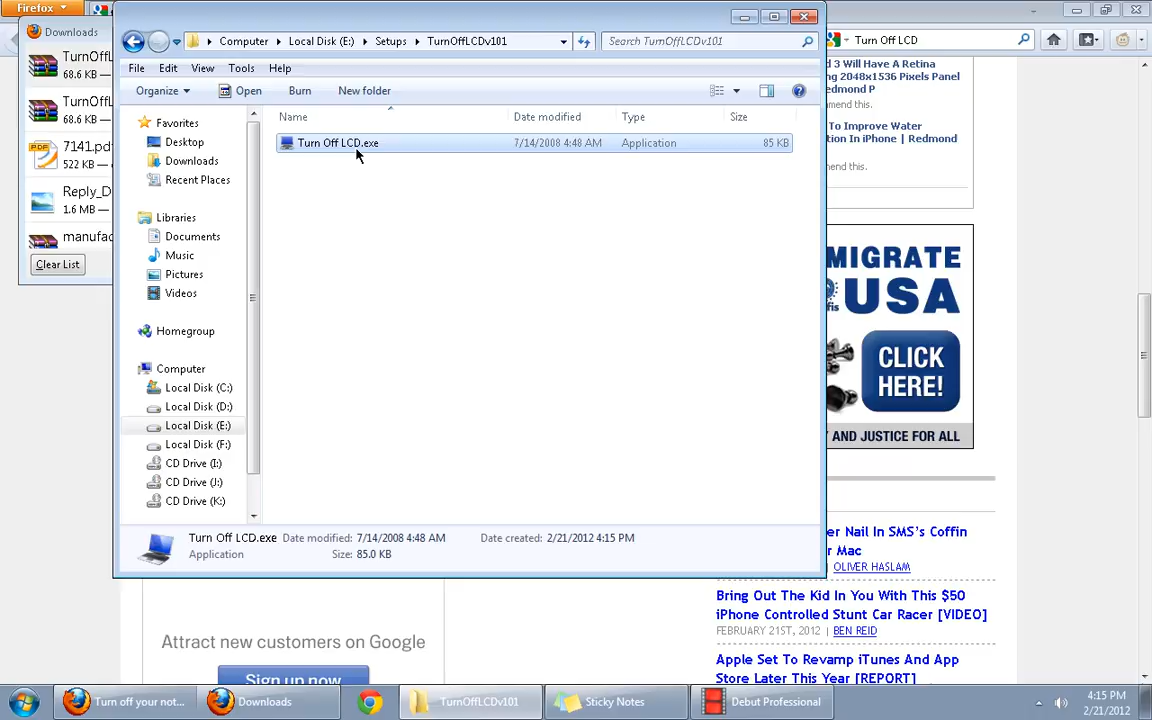 Firefox
Turn Off LCD
Downloads
TurnOffL
68.6 KB —
TurnOffL
68.6 KB —
7141.pd
522 KB —
Reply_D
1.6 MB —
manufac
Clear List
Computer
Local Disk (E:)
Setups
TurnOffLCDv101
Search TurnOffLCDv101
File
Edit
View
Tools
Help
Organize
Open
Burn
New folder
Name
Date modified
Type
Size
Turn Off LCD.exe
7/14/2008 4:48 AM
Application
85 KB
Favorites
Desktop
Downloads
Recent Places
Libraries
Documents
Music
Pictures
Videos
Homegroup
Computer
Local Disk (C:)
Local Disk (D:)
Local Disk (E:)
Local Disk (F:)
CD Drive (I:)
CD Drive (J:)
CD Drive (K:)
Turn Off LCD.exe Date modified: 7/14/2008 4:48 AM Date created: 2/21/2012 4:15 PM
Application Size: 85.0 KB
d 3 Will Have A Retina
ng 2048x1536 Pixels Panel
edmond P
mend this.
To Improve Water
tion In iPhone | Redmond
mend this.
MIGRATE
USA
fis
CLICK
HERE!
Y AND JUSTICE FOR ALL
er Nail In SMS's Coffin
r Mac
OLIVER HASLAM
Bring Out The Kid In You With This $50
iPhone Controlled Stunt Car Racer [VIDEO]
FEBRUARY 21ST, 2012 | BEN REID
Apple Set To Revamp iTunes And App
Store Later This Year [REPORT]
Attract new customers on Google
Sign up now
Turn off your not...
Downloads
TurnOffLCDv101
Sticky Notes
Debut Professional
4:15 PM
2/21/2012